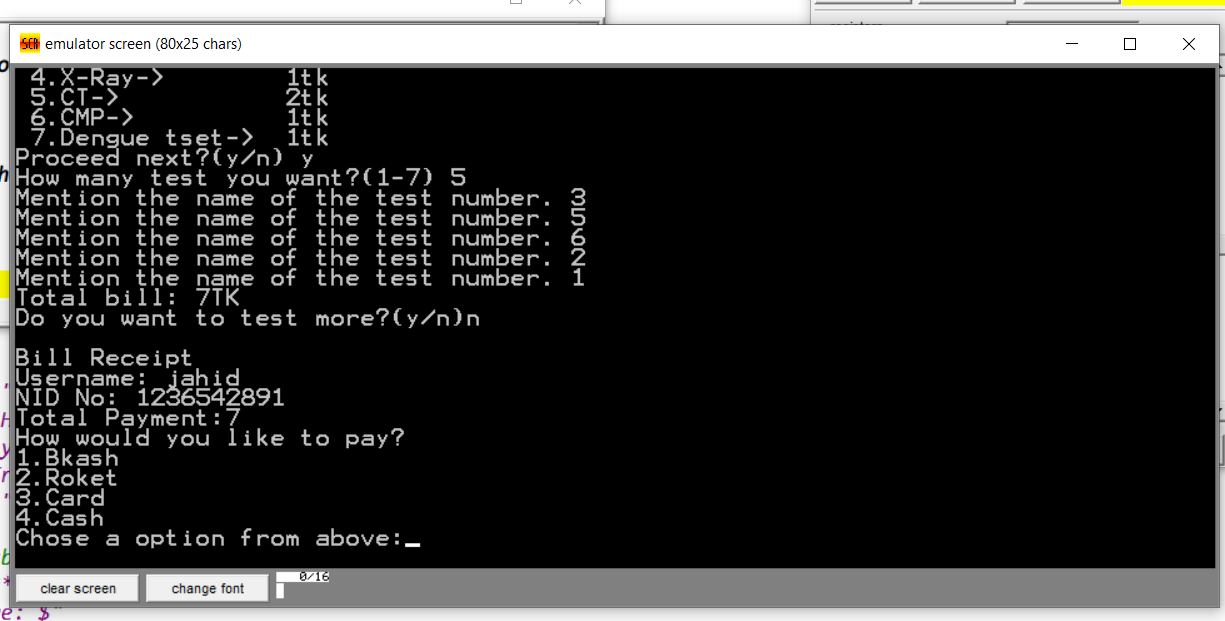 emulator screen (80x25 chars)
4.X-Ray-> 1tk
5.CT-> 2tk
6.CMP-> 1tk
7.Dengue tset-> 1tk
Proceed next?(y/n) y
How many test you want?(1-7) 5
Mention the name of the test number. 3
Mention the name of the test number. 5
Mention the name of the test number. 6
Mention the name of the test number. 2
Mention the name of the test number. 1
Total bill: 7TK
Do you want to test more?(y/n)n
Bill Receipt
Username: jahid
NID No: 1236542891
Total Payment:7
How would you like to pay?
1.Bkash
2.Roket
3.Card
4.Cash
Chose a option from above:_
clear screen change font 0/16